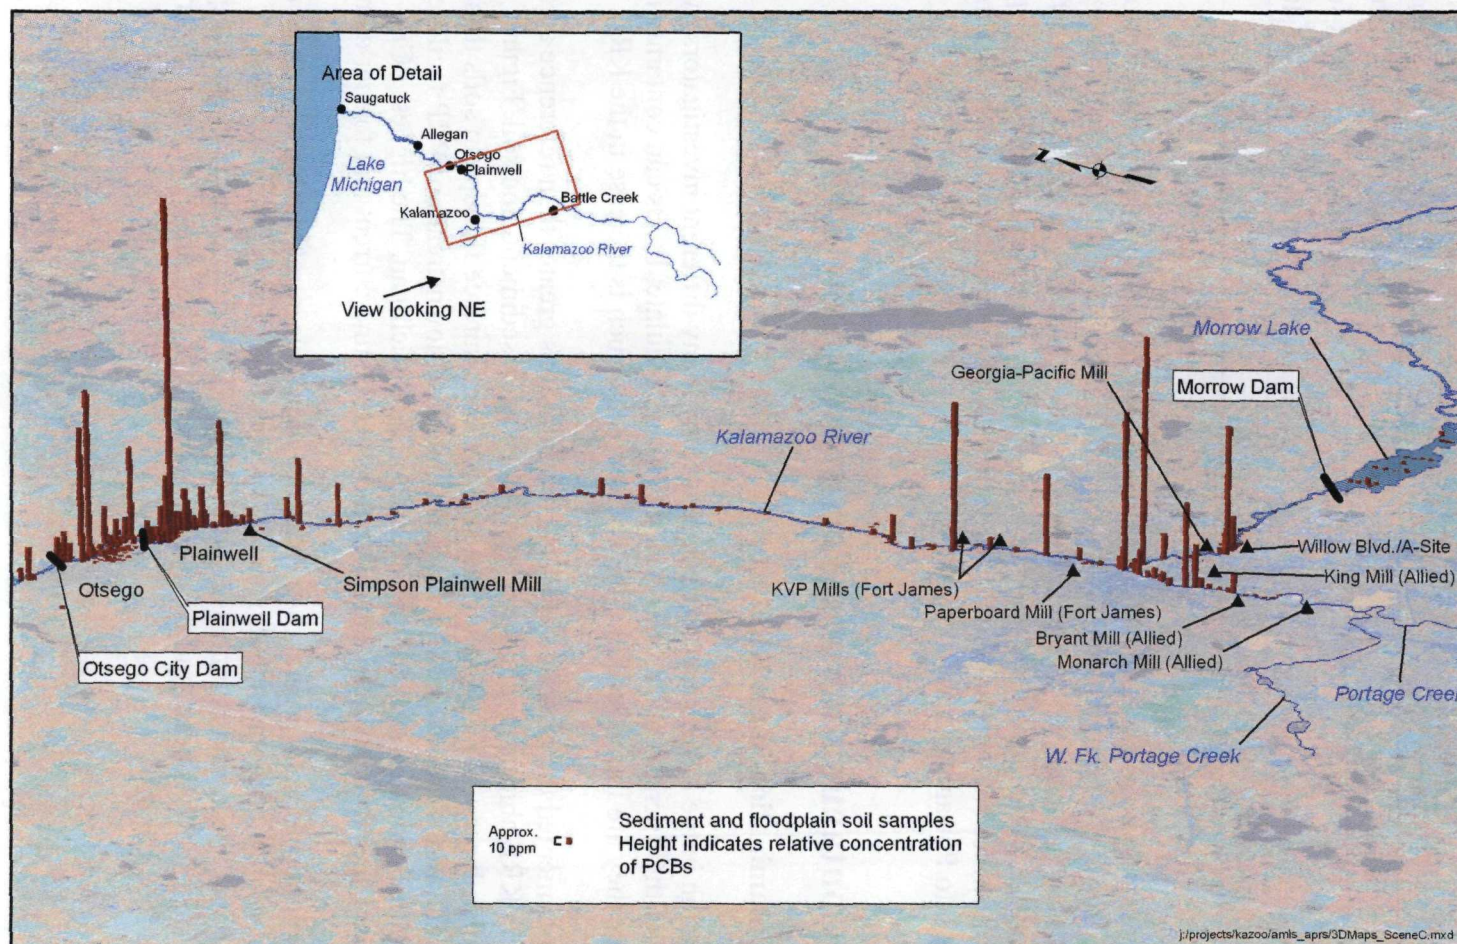 Area of Detail
Saugatuck
Allegan
Otsego
Plainwell
Lake
Michigan
Battle Creek
Kalamazoo
Kalamazoo River
View looking NE
Z
Morrow Lake
Georgia-Pacific Mill
Morrow Dam
Kalamazoo River
Plainwell
Otsego
Simpson Plainwell Mill
Plainwell Dam
Otsego City Dam
KVP Mills (Fort James)
Paperboard Mill (Fort James)
Bryant Mill (Allied)
Monarch Mill (Allied)
Willow Blvd./A-Site
King Mill (Allied)
Portage Creek
W. Fk. Portage Creek
Approx.
10 ppm
Sediment and floodplain soil samples
Height indicates relative concentration
of PCBs
j:/projects/kazoo/amls_aprs/3DMaps_SceneC.mxd